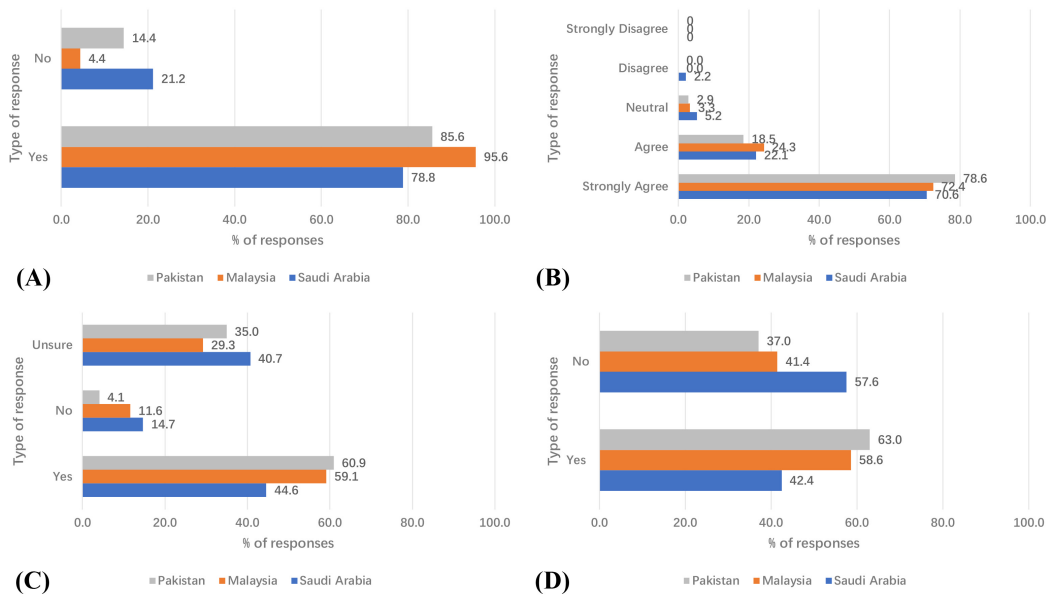 Type of response
No
14.4
4.4
21.2
Yes
85.6
95.6
78.8
0.0 20.0 40.0 60.0 80.0 100.0
% of responses
(A)
Pakistan Malaysia Saudi Arabia
Type of response
Strongly Disagree
0
0
0
Disagree
0.0
0.0
2.2
Neutral
2.9
3.3
5.2
Agree
18.5
24.3
22.1
Strongly Agree
78.6
72.4
70.6
0.0 20.0 40.0 60.0 80.0 100.0
% of responses
(B)
Pakistan Malaysia Saudi Arabia
Type of response
Unsure
35.0
29.3
40.7
No
4.1
11.6
14.7
Yes
60.9
59.1
44.6
0.0 20.0 40.0 60.0 80.0 100.0
% of responses
(C)
Pakistan Malaysia Saudi Arabia
Type of response
No
37.0
41.4
57.6
Yes
63.0
58.6
42.4
0.0 20.0 40.0 60.0 80.0 100.0
% of responses
(D)
Pakistan Malaysia Saudi Arabia